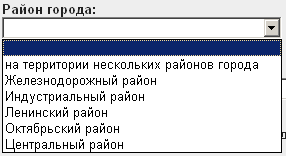 Район города:
на территории нескольких районов города
Железнодорожный район
Индустриальный район
Ленинский район
Октябрьский район
Центральный район